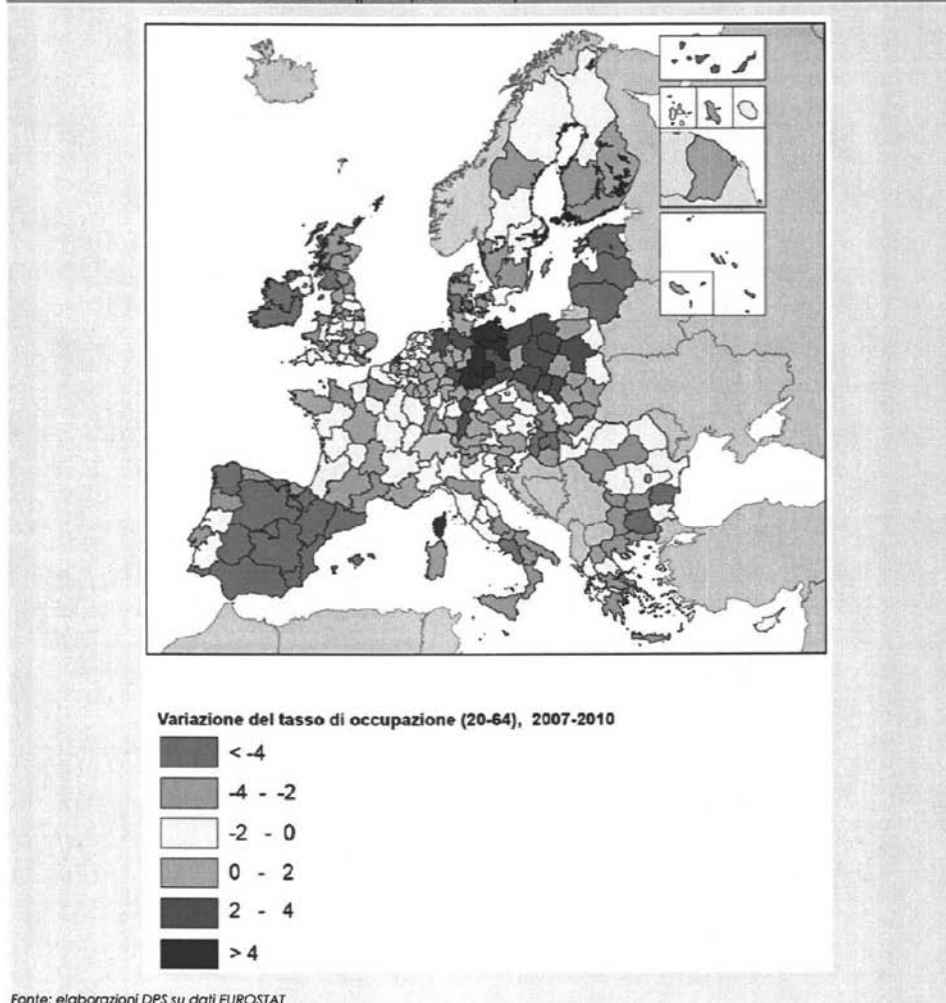 Variazione del tasso di occupazione (20-64), 2007-2010
< -4
-4 - -2
-2 - 0
0 - 2
2 - 4
> 4
Fonte: elaborazioni DPS su dati EUROSTAT